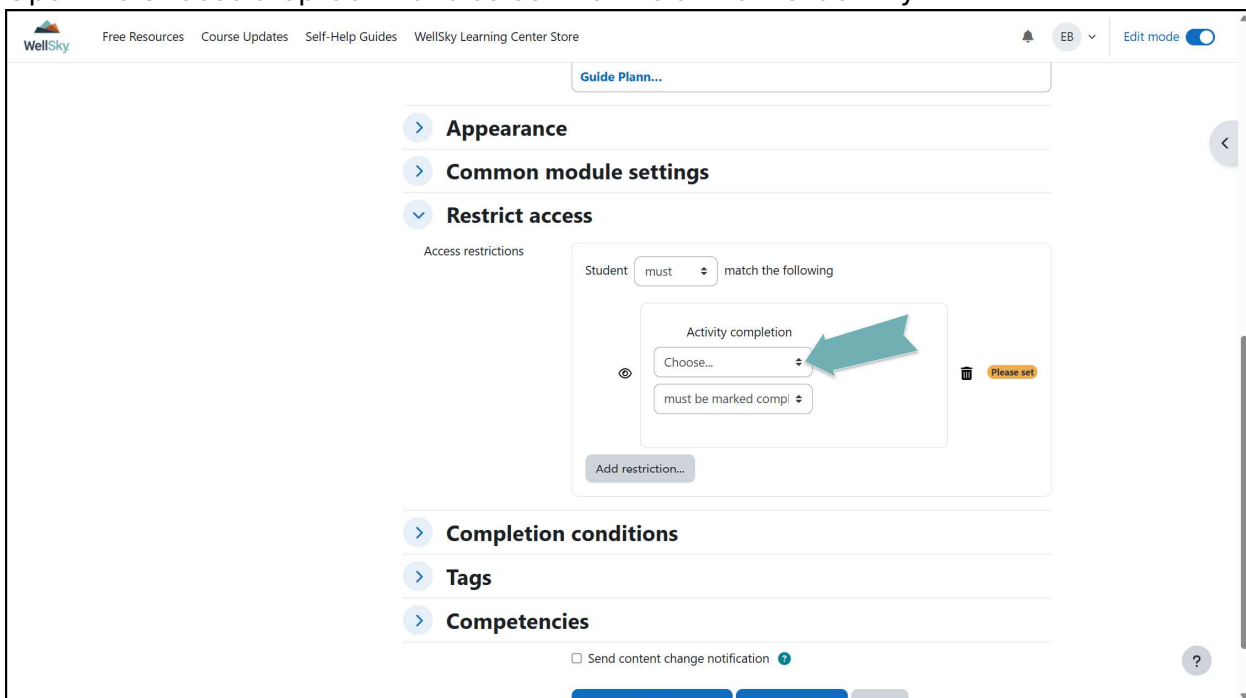 WellSky
Free Resources Course Updates Self-Help Guides WellSky Learning Center Store EB Edit mode
Guide Plann...
Appearance
Common module settings
Restrict access
Access restrictions
Student must match the following
Activity completion
Choose...
Please set
must be marked compl
Add restriction...
Completion conditions
Tags
Competencies
Send content change notification ?
?